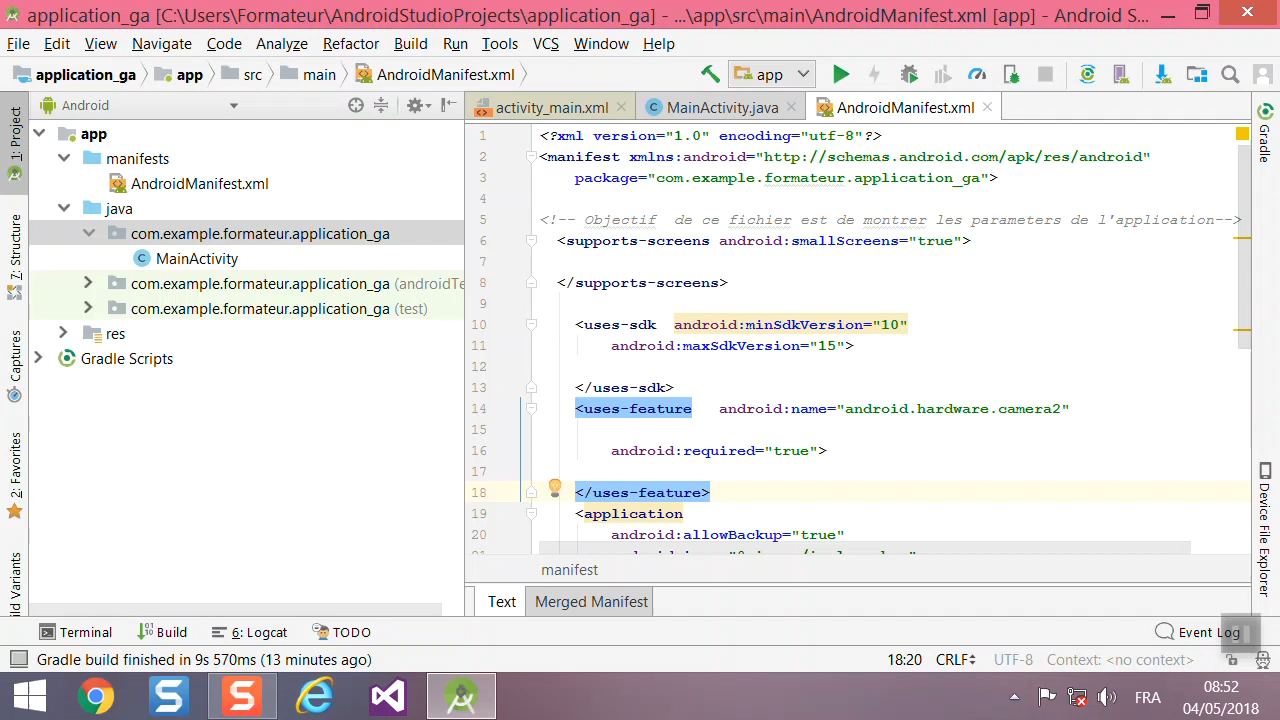 application_ga [C:\Users\Formateur\AndroidStudioProjects\application_ga] - ...\app\src\main\AndroidManifest.xml [app] - Android S...
File Edit View Navigate Code Analyze Refactor Build Run Tools VCS Window Help
application_ga app src main AndroidManifest.xml app
Android
activity_main.xml MainActivity.java AndroidManifest.xml
1: Project
7: Structure
Captures
2: Favorites
ld Variants
app
manifests
AndroidManifest.xml
java
com.example.formateur.application_ga
MainActivity
com.example.formateur.application_ga (androidTe
com.example.formateur.application_ga (test)
res
Gradle Scripts
1 <?xml version="1.0" encoding="utf-8"?>
2 <manifest xmlns:android="http://schemas.android.com/apk/res/android"
3 package="com.example.formateur.application_ga">
4
5 <!-- Objectif  de ce fichier est de montrer les parameters de l'application-->
6 <supports-screens android:smallScreens="true">
7
8 </supports-screens>
9
10 <uses-sdk  android:minSdkVersion="10"
11 android:maxSdkVersion="15">
12
13 </uses-sdk>
14 <uses-feature   android:name="android.hardware.camera2"
15
16 android:required="true">
17
18 </uses-feature>
19 <application
20 android:allowBackup="true"
manifest
Text Merged Manifest
Gradle
Device File Explorer
Terminal Build 6: Logcat TODO Event Log
Gradle build finished in 9s 570ms (13 minutes ago) 18:20 CRLF UTF-8 Context: <no context>
FRA
08:52
04/05/2018